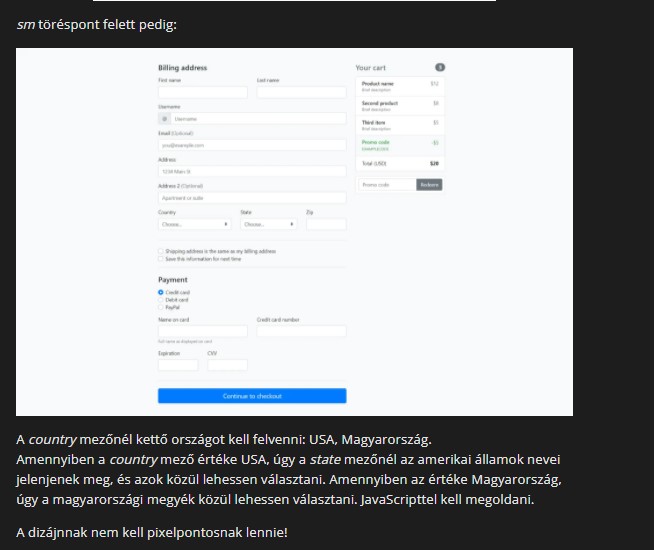 sm töréspont felett pedig:
Billing address
Your cart
3
First name
Last name
Product name
$12
Brief description
Username
Second product
$8
@
Username
Brief description
Email (Optional)
Third item
$5
Brief description
you@example.com
Promo code
Address
1234 Main St
Total (USD)
$20
Address 2 (Optional)
Promo code
Redeem
Apartment or suite
Country
State
Zip
Choose...
Choose...
Shipping address is the same as my billing address
Save this information for next time
Payment
Credit card
Debit card
PayPal
Name on card
Credit card number
Full name as displayed on card
Expiration
CVV
Continue to checkout
A country mezőnél kettő országot kell felvenni: USA, Magyarország.
Amennyiben a country mező értéke USA, úgy a state mezőnél az amerikai államok nevei
jelenjenek meg, és azok közül lehessen választani. Amennyiben az értéke Magyarország,
úgy a magyarországi megyék közül lehessen választani. JavaScripttel kell megoldani.
A dizájnnak nem kell pixelpontosnak lennie!